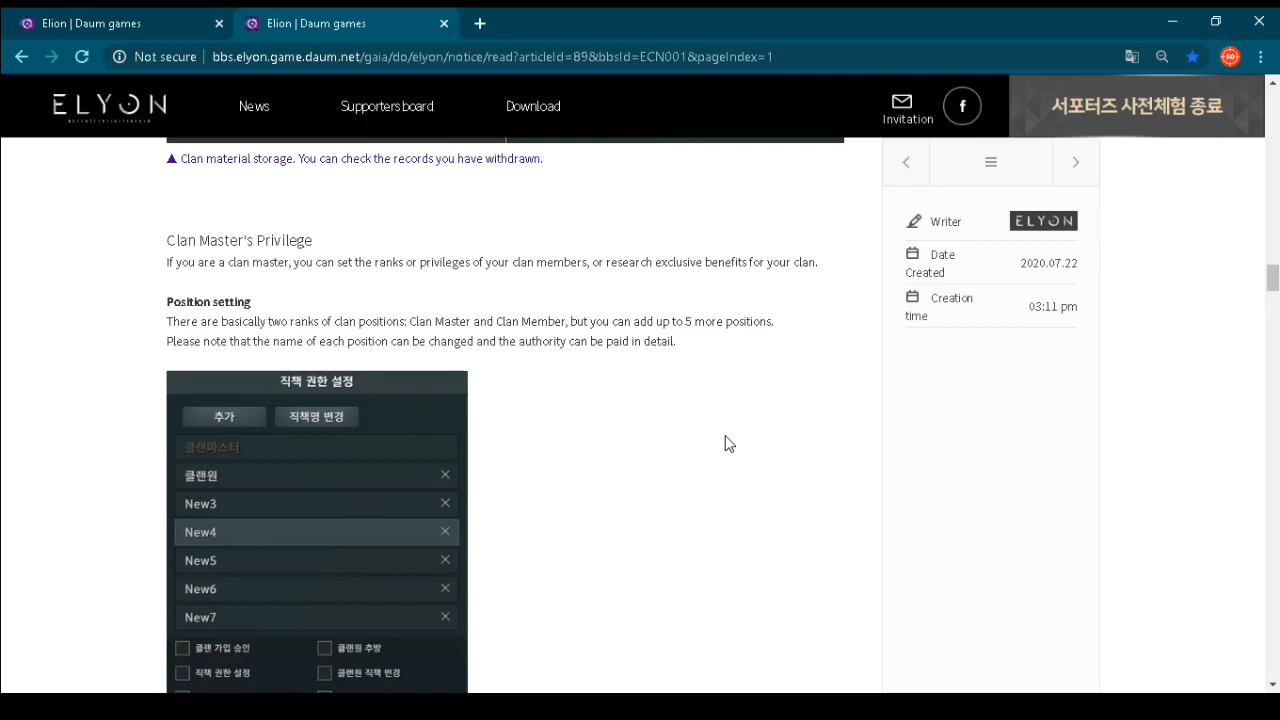 Elion | Daum games
Elion | Daum games
Not secure
bbs.elyon.game.daum.net/gaia/do/elyon/notice/read?articleId=89&bbsId=ECN001&pageIndex=1
ELYON
News
Supporters board
Download
Invitation
f
서포터즈 사전체험 종료
▲ Clan material storage. You can check the records you have withdrawn.
Clan Master's Privilege
If you are a clan master, you can set the ranks or privileges of your clan members, or research exclusive benefits for your clan.
Position setting
There are basically two ranks of clan positions: Clan Master and Clan Member, but you can add up to 5 more positions.
Please note that the name of each position can be changed and the authority can be paid in detail.
직책 권한 설정
추가
직책명 변경
클랜마스터
클랜원
New3
New4
New5
New6
New7
클랜 가입 승인
클랜원 추방
직책 권한 설정
클랜원 직책 변경
Writer
ELYON
Date Created
2020.07.22
Creation time
03:11 pm